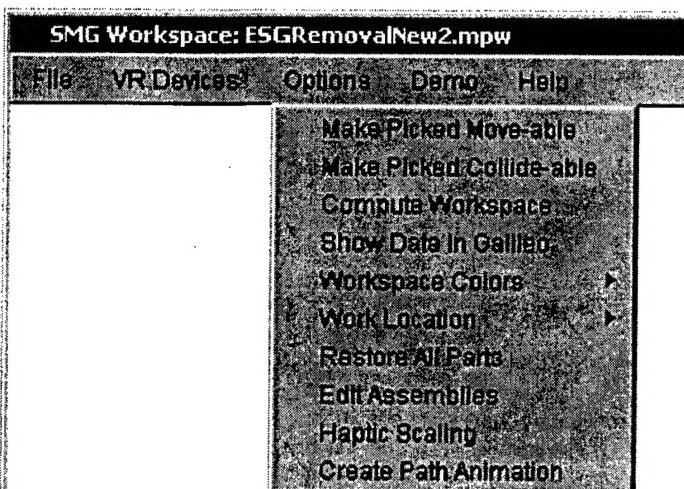 SMG Workspace: ESGRemovalNew2.mpw
File VR Devices Options Demo Help
Make Picked Move-able
Make Picked Collide-able
Compute Workspace
Show Data in Galileo
Workspace Colors
Work Location
Restore All Parts
Edit Assemblies
Haptic Scaling
Create Path Animation